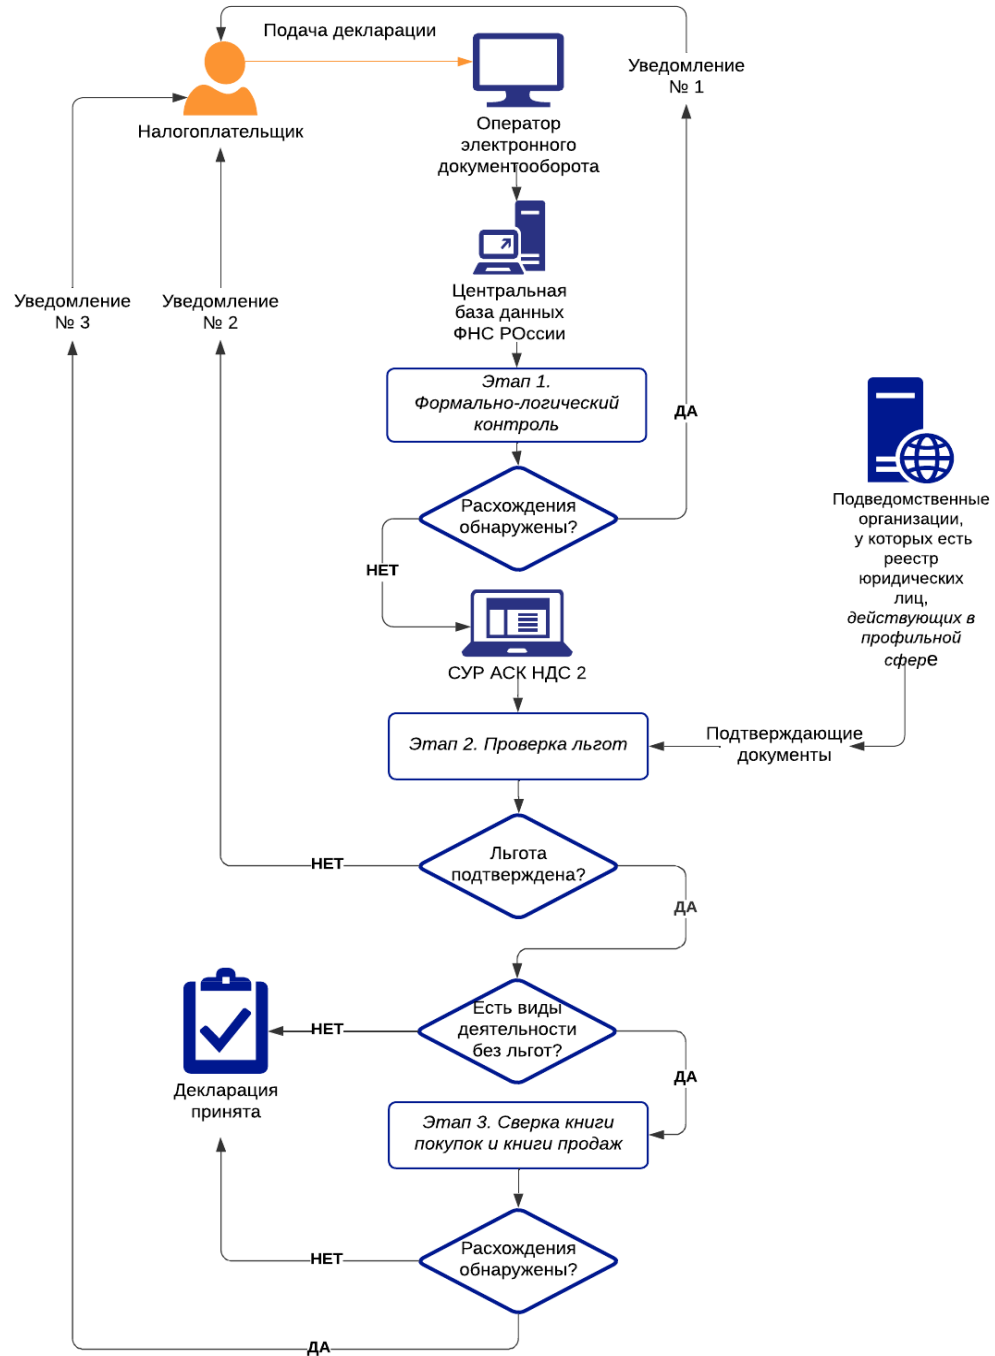 Подача декларации
Уведомление
№ 1
Налогоплательщик
Оператор
электронного
документооборота
Центральная
база данных
ФНС РОссии
Уведомление
№ 3
Уведомление
№ 2
Этап 1.
Формально-логический
контроль
ДА
Расхождения
обнаружены?
НЕТ
Подведомственные
организации,
у которых есть
реестр
юридических
лиц,
действующих в
профильной
сфере
СУР АСК НДС 2
Этап 2. Проверка льгот
Подтверждающие
документы
Льгота
подтверждена?
НЕТ
ДА
Есть виды
деятельности
без льгот?
НЕТ
ДА
Декларация
принята
Этап 3. Сверка книги
покупок и книги продаж
Расхождения
обнаружены?
НЕТ
ДА